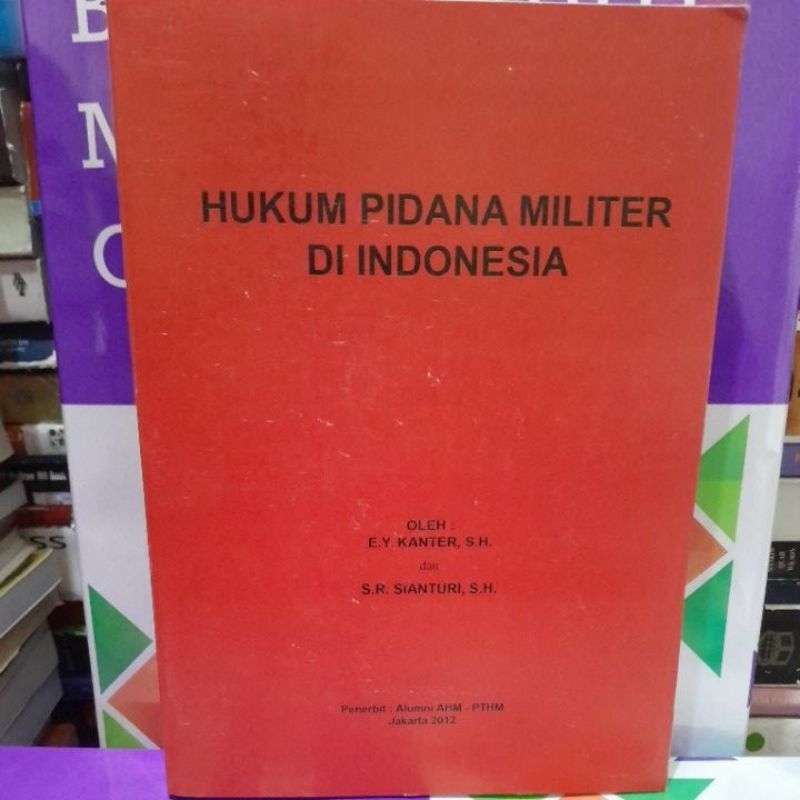 HUKUM PIDANA MILITER
DI INDONESIA
OLEH :
E.Y. KANTER, S.H.
dan
S.R. SIANTURI, S.H.
Penerbit : Alumni AHM - PTHM
Jakarta 2012